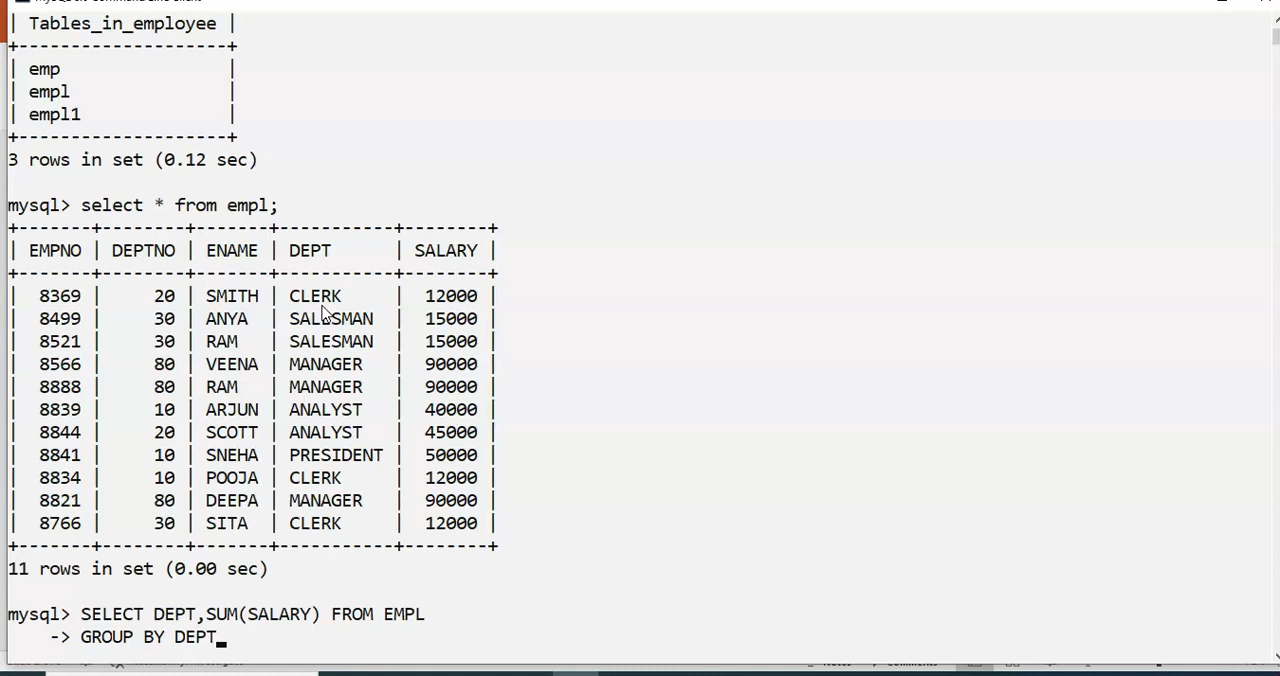 | Tables_in_employee |
+--------------------+
| emp                |
| empl               |
| empl1              |
+--------------------+
3 rows in set (0.12 sec)
mysql> select * from empl;
+-------+--------+-------+-----------+--------+
| EMPNO | DEPTNO | ENAME | DEPT      | SALARY |
+-------+--------+-------+-----------+--------+
|  8369 |     20 | SMITH | CLERK     |  12000 |
|  8499 |     30 | ANYA  | SALESMAN  |  15000 |
|  8521 |     30 | RAM   | SALESMAN  |  15000 |
|  8566 |     80 | VEENA | MANAGER   |  90000 |
|  8888 |     80 | RAM   | MANAGER   |  90000 |
|  8839 |     10 | ARJUN | ANALYST   |  40000 |
|  8844 |     20 | SCOTT | ANALYST   |  45000 |
|  8841 |     10 | SNEHA | PRESIDENT |  50000 |
|  8834 |     10 | POOJA | CLERK     |  12000 |
|  8821 |     80 | DEEPA | MANAGER   |  90000 |
|  8766 |     30 | SITA  | CLERK     |  12000 |
+-------+--------+-------+-----------+--------+
11 rows in set (0.00 sec)
mysql> SELECT DEPT,SUM(SALARY) FROM EMPL
    -> GROUP BY DEPT_